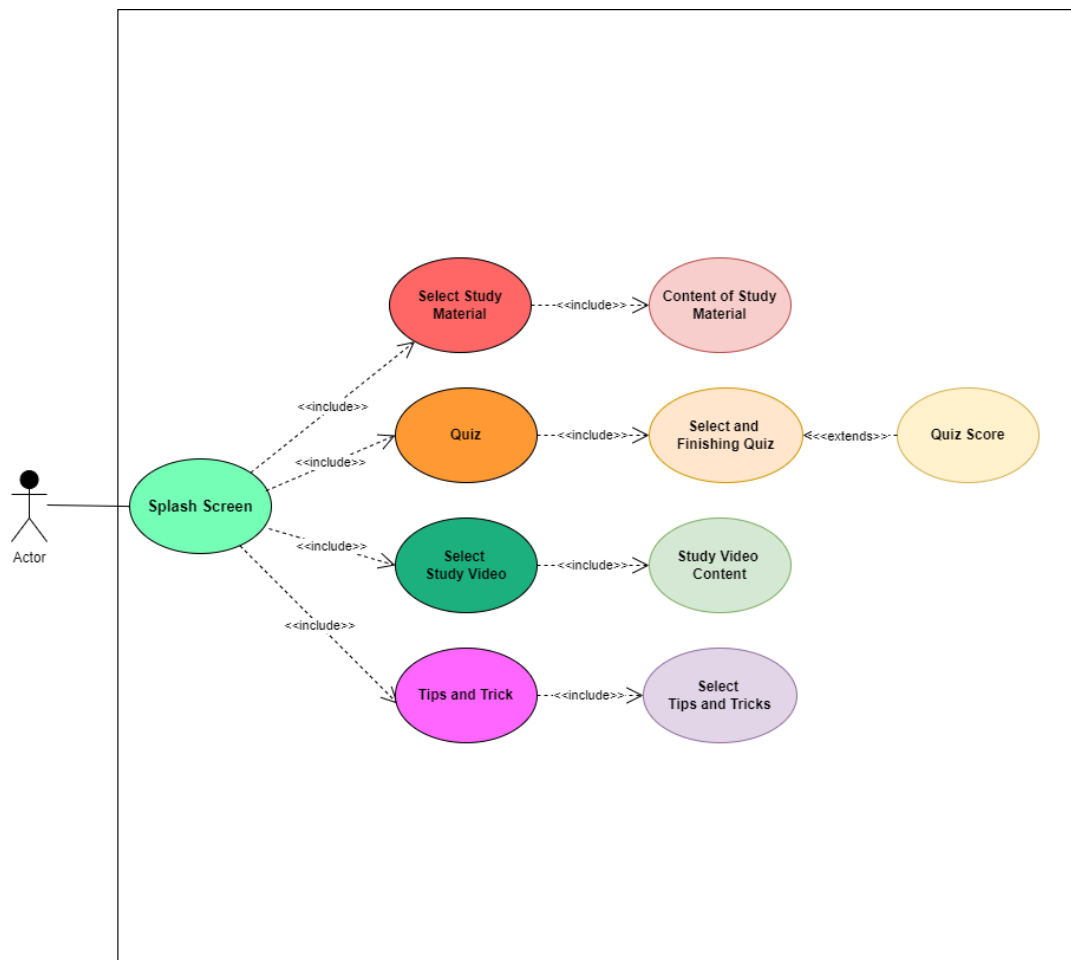 Select Study
Material
<<include>>
Content of Study
Material
<<include>>
Quiz
<<include>>
Select and
Finishing Quiz
<<extends>>
Quiz Score
<<include>>
Actor
Splash Screen
<<include>>
Select
Study Video
<<include>>
Study Video
Content
<<include>>
Tips and Trick
<<include>>
Select
Tips and Tricks